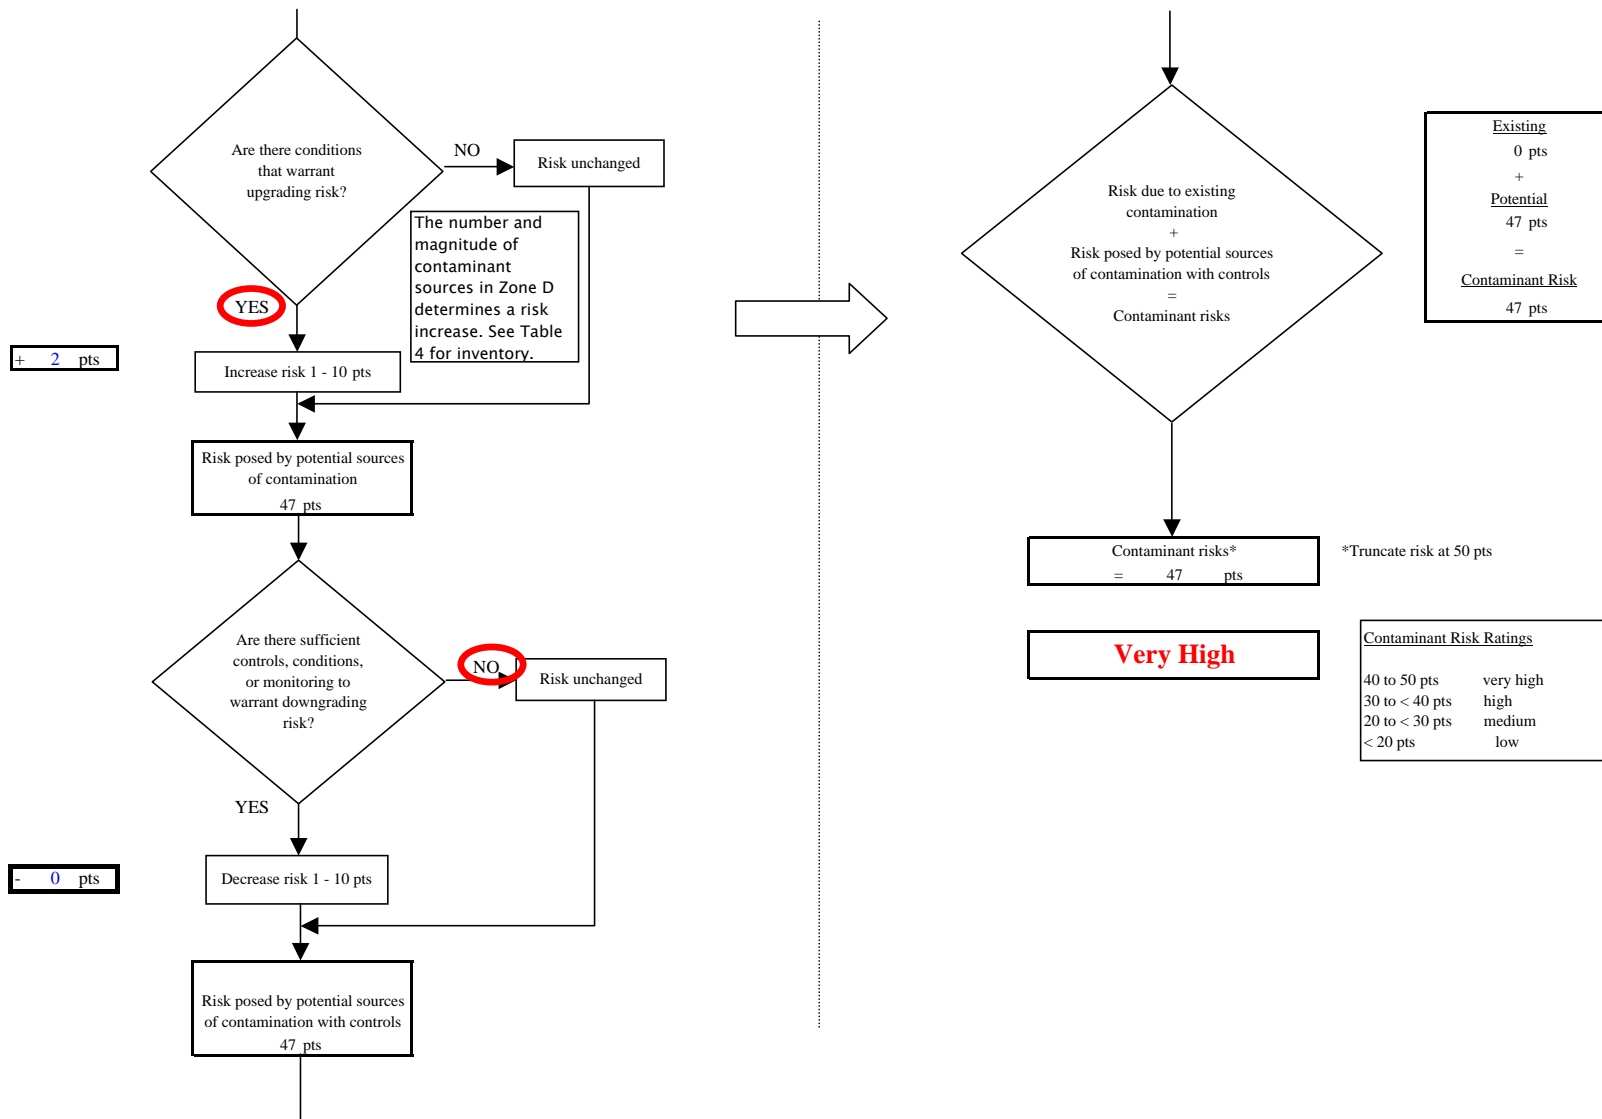 Are there conditions
that warrant
upgrading risk?
NO
Risk unchanged
The number and
magnitude of
contaminant
sources in Zone D
determines a risk
increase. See Table
4 for inventory.
YES
+ 2 pts
Increase risk 1 - 10 pts
Risk posed by potential sources
of contamination
47 pts
Are there sufficient
controls, conditions,
or monitoring to
warrant downgrading
risk?
NO
Risk unchanged
YES
- 0 pts
Decrease risk 1 - 10 pts
Risk posed by potential sources
of contamination with controls
47 pts
Risk due to existing
contamination
+
Risk posed by potential sources
of contamination with controls
=
Contaminant risks
Existing
0 pts
+
Potential
47 pts
=
Contaminant Risk
47 pts
Contaminant risks*
= 47 pts
*Truncate risk at 50 pts
Very High
Contaminant Risk Ratings
40 to 50 pts very high
30 to < 40 pts high
20 to < 30 pts medium
< 20 pts low